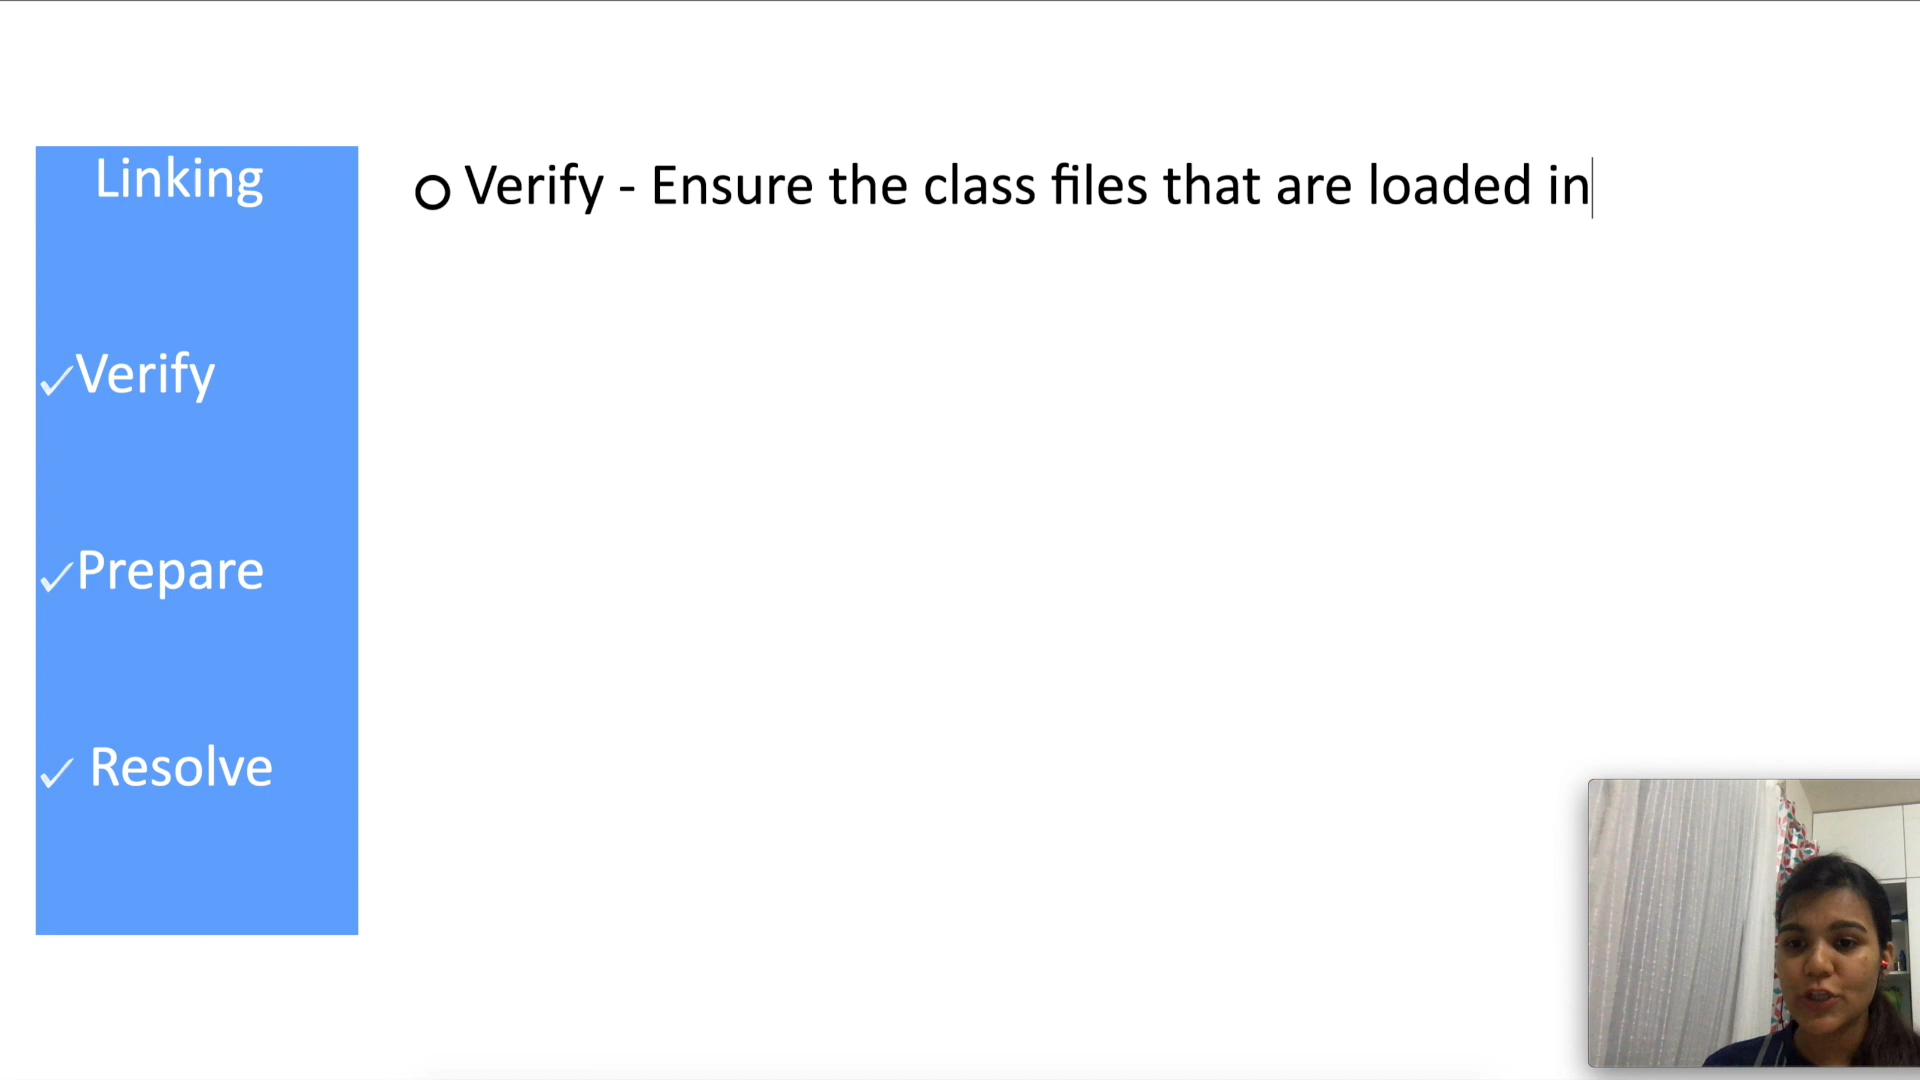 Linking
✓Verify
✓Prepare
✓ Resolve
o Verify - Ensure the class files that are loaded in